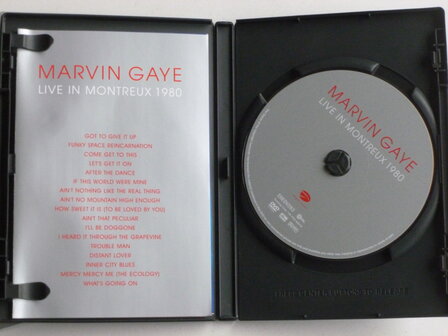 MARVIN GAYE
LIVE IN MONTREUX 1980
GOT TO GIVE IT UP
FUNKY SPACE REINCARNATION
COME GET TO THIS
LET'S GET IT ON
AFTER THE DANCE
IF THIS WORLD WERE MINE
AIN'T NOTHING LIKE THE REAL THING
AIN'T NO MOUNTAIN HIGH ENOUGH
HOW SWEET IT IS (TO BE LOVED BY YOU)
AIN'T THAT PECULIAR
I'LL BE DOGGONE
I HEARD IT THROUGH THE GRAPEVINE
TROUBLE MAN
DISTANT LOVER
INNER CITY BLUES
MERCY MERCY ME (THE ECOLOGY)
WHAT'S GOING ON
MARVIN GAYE
LIVE IN MONTREUX 1980